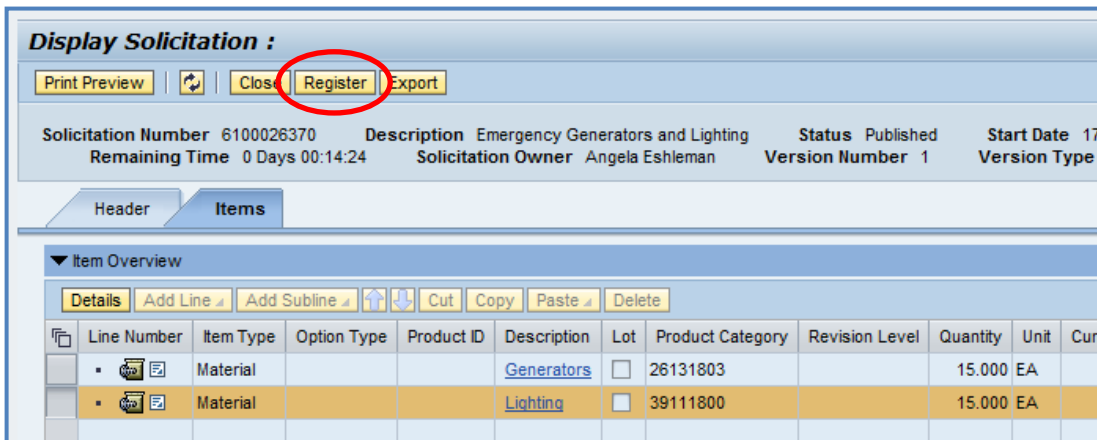 Display Solicitation :
Print Preview Close Register Export
Solicitation Number 6100026370 Description Emergency Generators and Lighting Status Published Start Date 17
Remaining Time 0 Days 00:14:24 Solicitation Owner Angela Eshleman Version Number 1 Version Type
Header Items
Item Overview
Details Add Line Add Subline Cut Copy Paste Delete
Line Number Item Type Option Type Product ID Description Lot Product Category Revision Level Quantity Unit Cur
Material Generators 26131803 15.000 EA
Material Lighting 39111800 15.000 EA